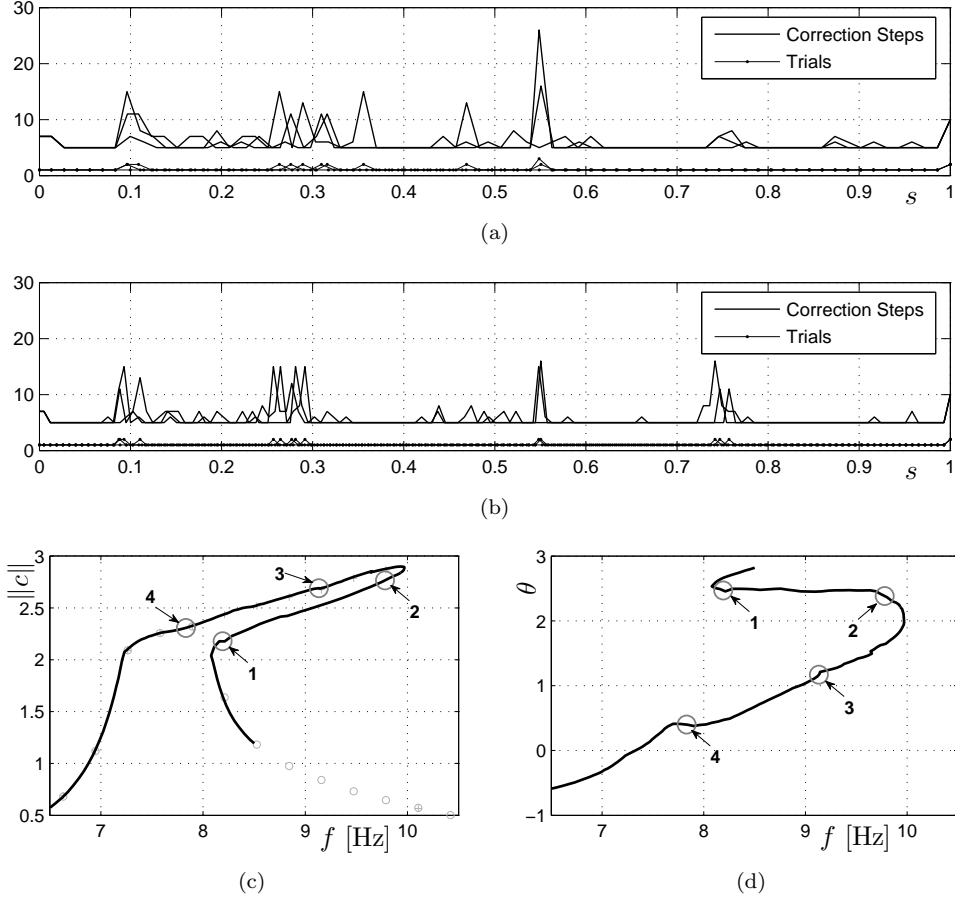 30
20
10
0
Correction Steps
Trials
0 0.1 0.2 0.3 0.4 0.5 0.6 0.7 0.8 0.9 1
s
(a)
30
20
10
0
Correction Steps
Trials
0 0.1 0.2 0.3 0.4 0.5 0.6 0.7 0.8 0.9 1
s
(b)
||c||
3
2.5
2
1.5
1
0.5
4
3
2
1
7 8 9 10
f [Hz]
(c)
θ
3
2
1
0
−1
1
2
3
4
7 8 9 10
f [Hz]
(d)